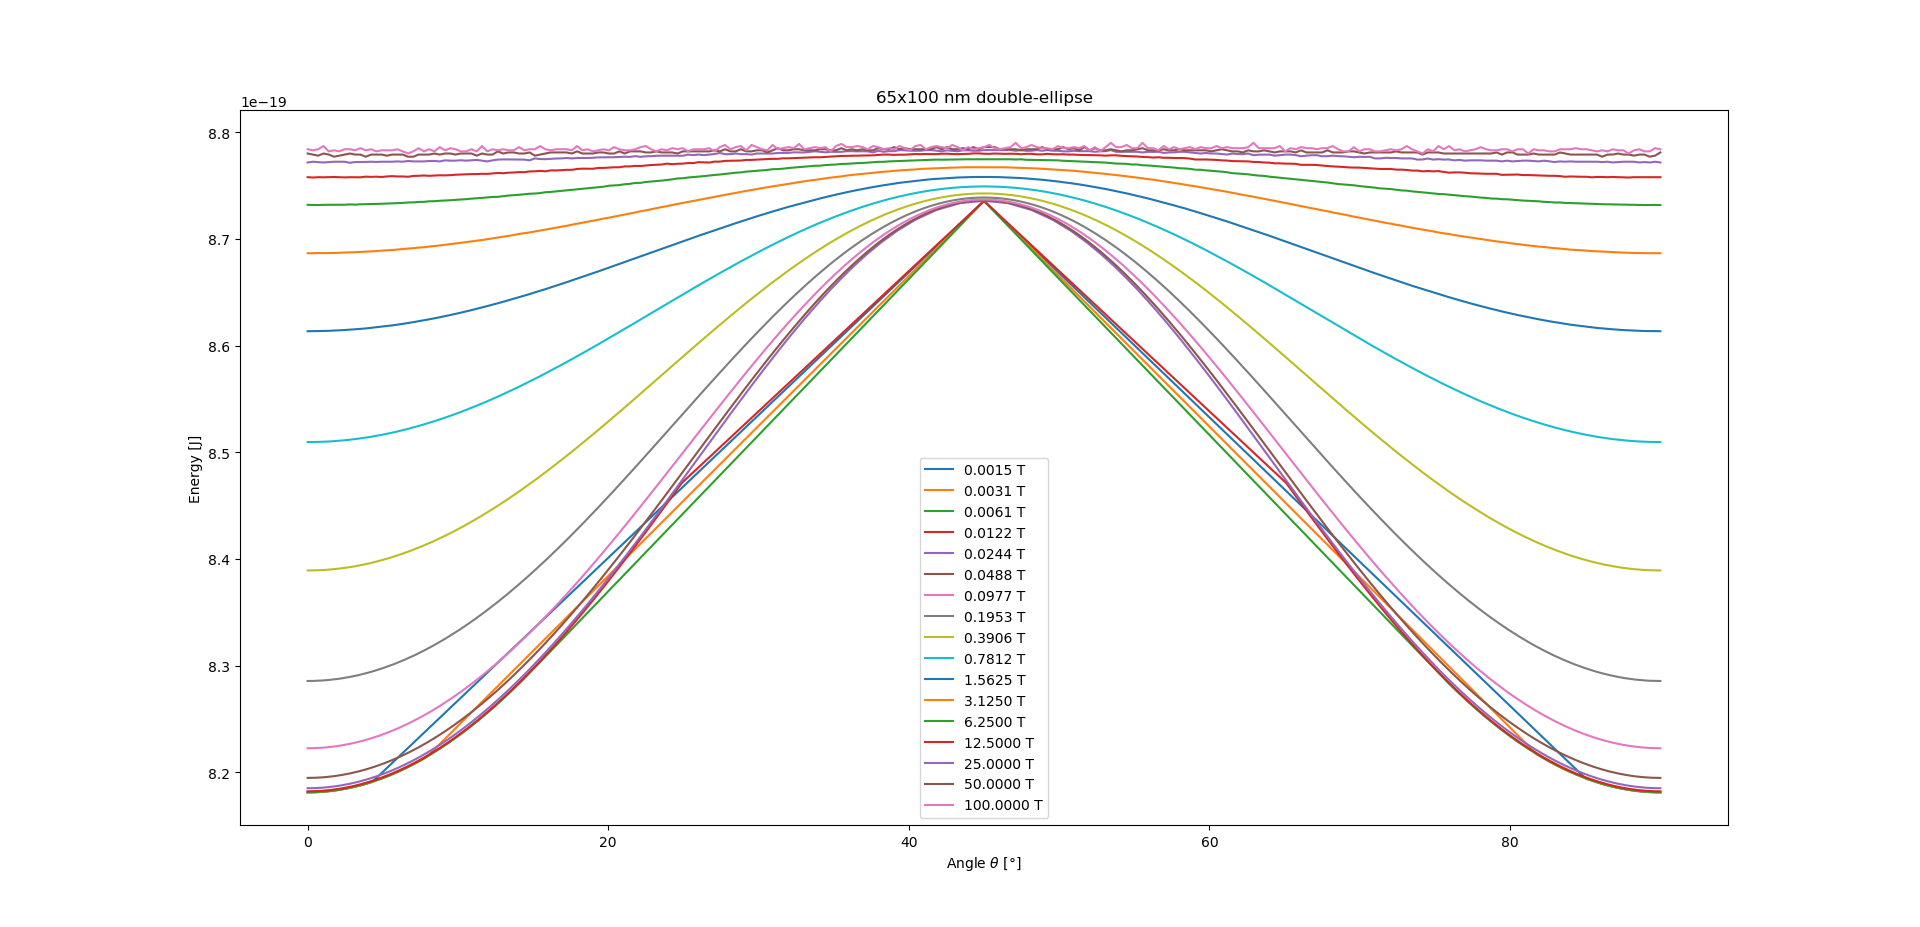 65x100 nm double-ellipse
1e−19
8.8
8.7
8.6
8.5
8.4
8.3
8.2
Energy [J]
0.0015 T
0.0031 T
0.0061 T
0.0122 T
0.0244 T
0.0488 T
0.0977 T
0.1953 T
0.3906 T
0.7812 T
1.5625 T
3.1250 T
6.2500 T
12.5000 T
25.0000 T
50.0000 T
100.0000 T
0 20 40 60 80
Angle θ [°]